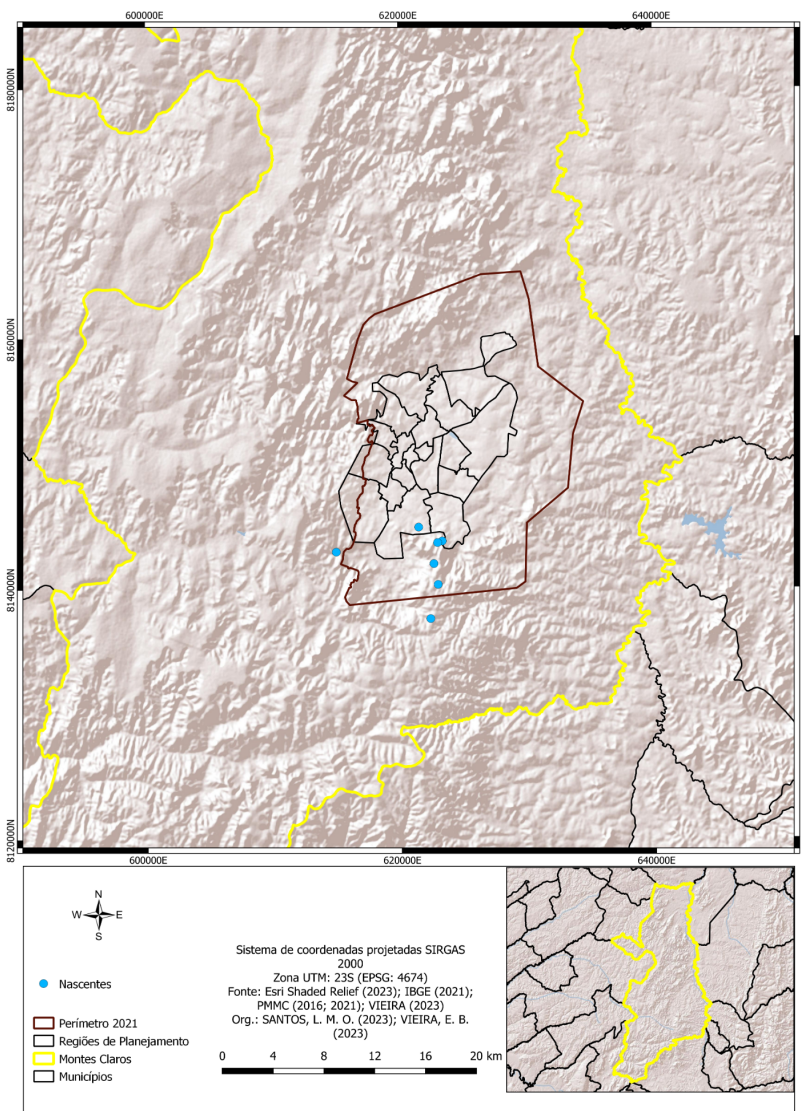 600000E 620000E 640000E
8180000N
8160000N
8140000N
8120000N
600000E 620000E 640000E
N
W E
S
Nascentes
Perímetro 2021
Regiões de Planejamento
Montes Claros
Municípios
Sistema de coordenadas projetadas SIRGAS
2000
Zona UTM: 23S (EPSG: 4674)
Fonte: Esri Shaded Relief (2023); IBGE (2021);
PMMC (2016; 2021); VIEIRA (2023)
Org.: SANTOS, L. M. O. (2023); VIEIRA, E. B.
(2023)
0 4 8 12 16 20 km